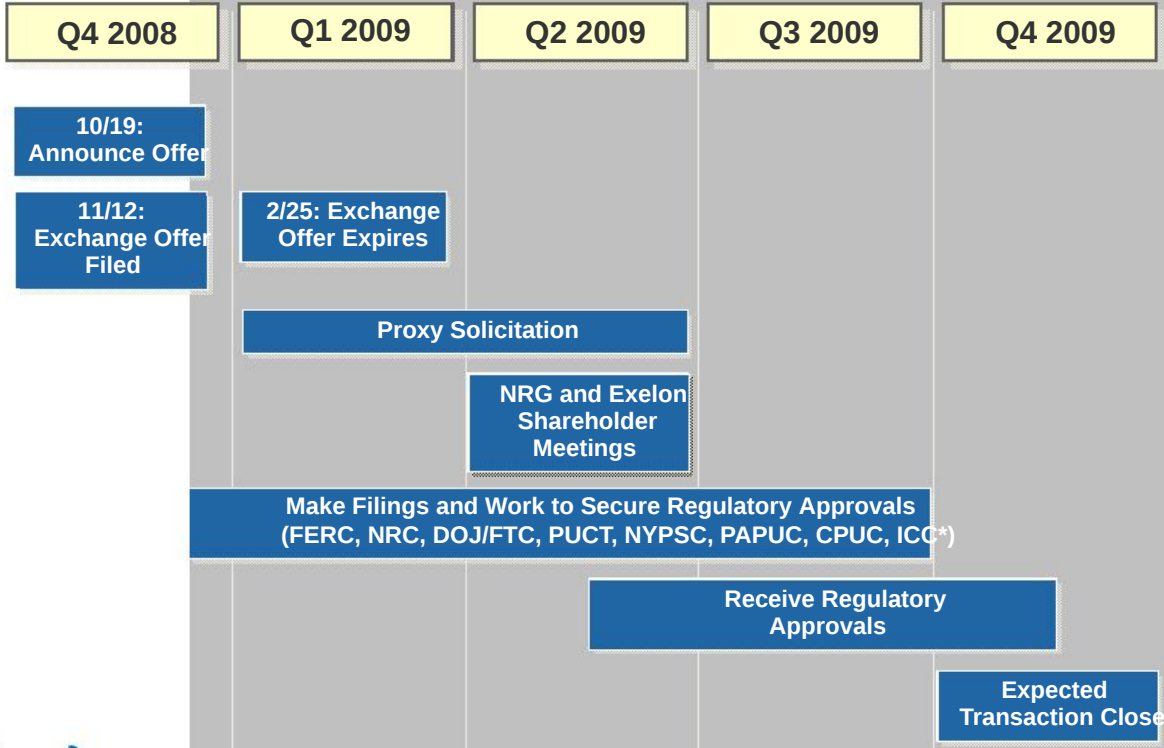 Q4 2008
Q1 2009
Q2 2009
Q3 2009
Q4 2009
10/19:
Announce Offer
11/12:
Exchange Offer
Filed
2/25: Exchange
Offer Expires
Proxy Solicitation
NRG and Exelon
Shareholder
Meetings
Make Filings and Work to Secure Regulatory Approvals
(FERC, NRC, DOJ/FTC, PUCT, NYPSC, PAPUC, CPUC, ICC*)
Receive Regulatory
Approvals
Expected
Transaction Close